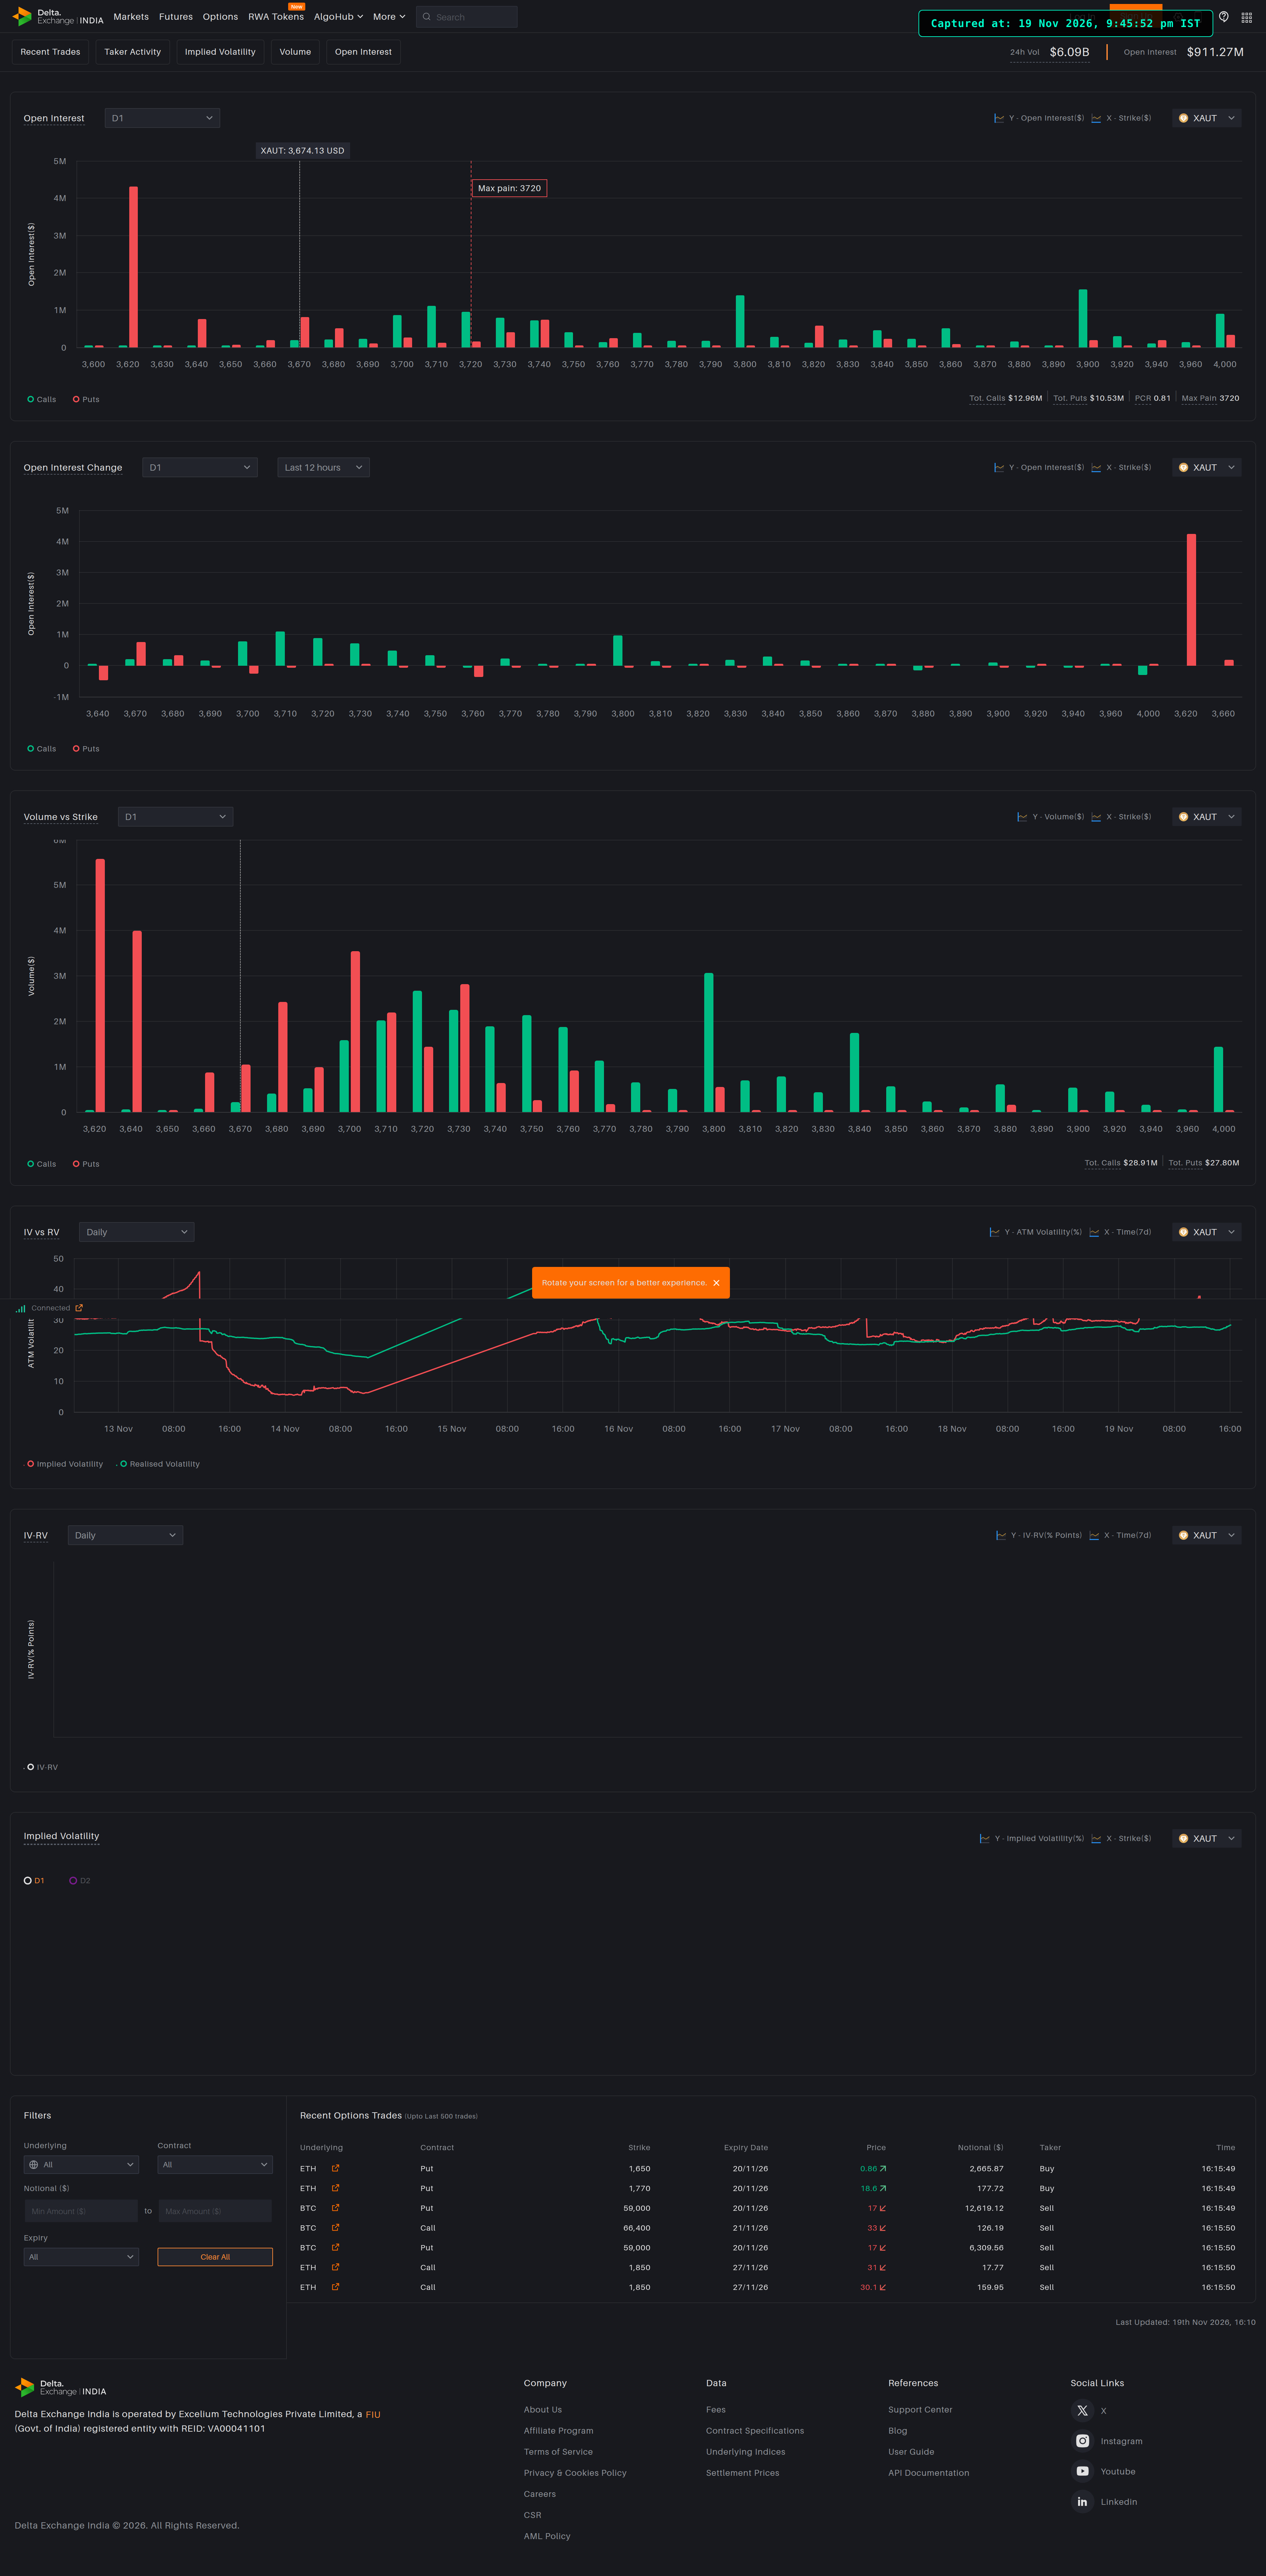 Delta.
Exchange | INDIA
Markets Futures Options RWA Tokens New AlgoHub More Search
Captured at: 19 Nov 2026, 9:45:52 pm IST
Recent Trades Taker Activity Implied Volatility Volume Open Interest
24h Vol $6.09B Open Interest $911.27M
Open Interest D1 Y - Open Interest($) X - Strike($) XAUT
XAUT: 3,674.13 USD
Max pain: 3720
Open Interest($)
5M
4M
3M
2M
1M
0
3,600 3,620 3,630 3,640 3,650 3,660 3,670 3,680 3,690 3,700 3,710 3,720 3,730 3,740 3,750 3,760 3,770 3,780 3,790 3,800 3,810 3,820 3,830 3,840 3,850 3,860 3,870 3,880 3,890 3,900 3,920 3,940 3,960 4,000
Calls Puts
Tot. Calls $12.96M Tot. Puts $10.53M PCR 0.81 Max Pain 3720
Open Interest Change D1 Last 12 hours Y - Open Interest($) X - Strike($) XAUT
Open Interest($)
5M
4M
3M
2M
1M
0
-1M
3,640 3,670 3,680 3,690 3,700 3,710 3,720 3,730 3,740 3,750 3,760 3,770 3,780 3,790 3,800 3,810 3,820 3,830 3,840 3,850 3,860 3,870 3,880 3,890 3,900 3,920 3,940 3,960 4,000 3,620 3,660
Calls Puts
Volume vs Strike D1 Y - Volume($) X - Strike($) XAUT
Volume($)
6M
5M
4M
3M
2M
1M
0
3,620 3,640 3,650 3,660 3,670 3,680 3,690 3,700 3,710 3,720 3,730 3,740 3,750 3,760 3,770 3,780 3,790 3,800 3,810 3,820 3,830 3,840 3,850 3,860 3,870 3,880 3,890 3,900 3,920 3,940 3,960 4,000
Calls Puts
Tot. Calls $28.91M Tot. Puts $27.80M
IV vs RV Daily Y - ATM Volatility(%) X - Time(7d) XAUT
50
40
Rotate your screen for a better experience.
Connected
ATM Volatilit
30
20
10
0
13 Nov 08:00 16:00 14 Nov 08:00 16:00 15 Nov 08:00 16:00 16 Nov 08:00 16:00 17 Nov 08:00 16:00 18 Nov 08:00 16:00 19 Nov 08:00 16:00
Implied Volatility Realised Volatility
IV-RV Daily Y - IV-RV(% Points) X - Time(7d) XAUT
IV-RV(% Points)
IV-RV
Implied Volatility Y - Implied Volatility(%) X - Strike($) XAUT
D1 D2
Filters
Underlying Contract
All All
Notional ($)
Min Amount ($) to Max Amount ($)
Expiry
All Clear All
Recent Options Trades (Upto Last 500 trades)
Underlying Contract Strike Expiry Date Price Notional ($) Taker Time
ETH Put 1,650 20/11/26 0.86 2,665.87 Buy 16:15:49
ETH Put 1,770 20/11/26 18.6 177.72 Buy 16:15:49
BTC Put 59,000 20/11/26 17 12,619.12 Sell 16:15:49
BTC Call 66,400 21/11/26 33 126.19 Sell 16:15:50
BTC Put 59,000 20/11/26 17 6,309.56 Sell 16:15:50
ETH Call 1,850 27/11/26 31 17.77 Sell 16:15:50
ETH Call 1,850 27/11/26 30.1 159.95 Sell 16:15:50
Last Updated: 19th Nov 2026, 16:10
Delta.
Exchange | INDIA
Delta Exchange India is operated by Excelium Technologies Private Limited, a FIU
(Govt. of India) registered entity with REID: VA00041101
Delta Exchange India © 2026. All Rights Reserved.
Company
About Us
Affiliate Program
Terms of Service
Privacy & Cookies Policy
Careers
CSR
AML Policy
Data
Fees
Contract Specifications
Underlying Indices
Settlement Prices
References
Support Center
Blog
User Guide
API Documentation
Social Links
X
Instagram
Youtube
Linkedin